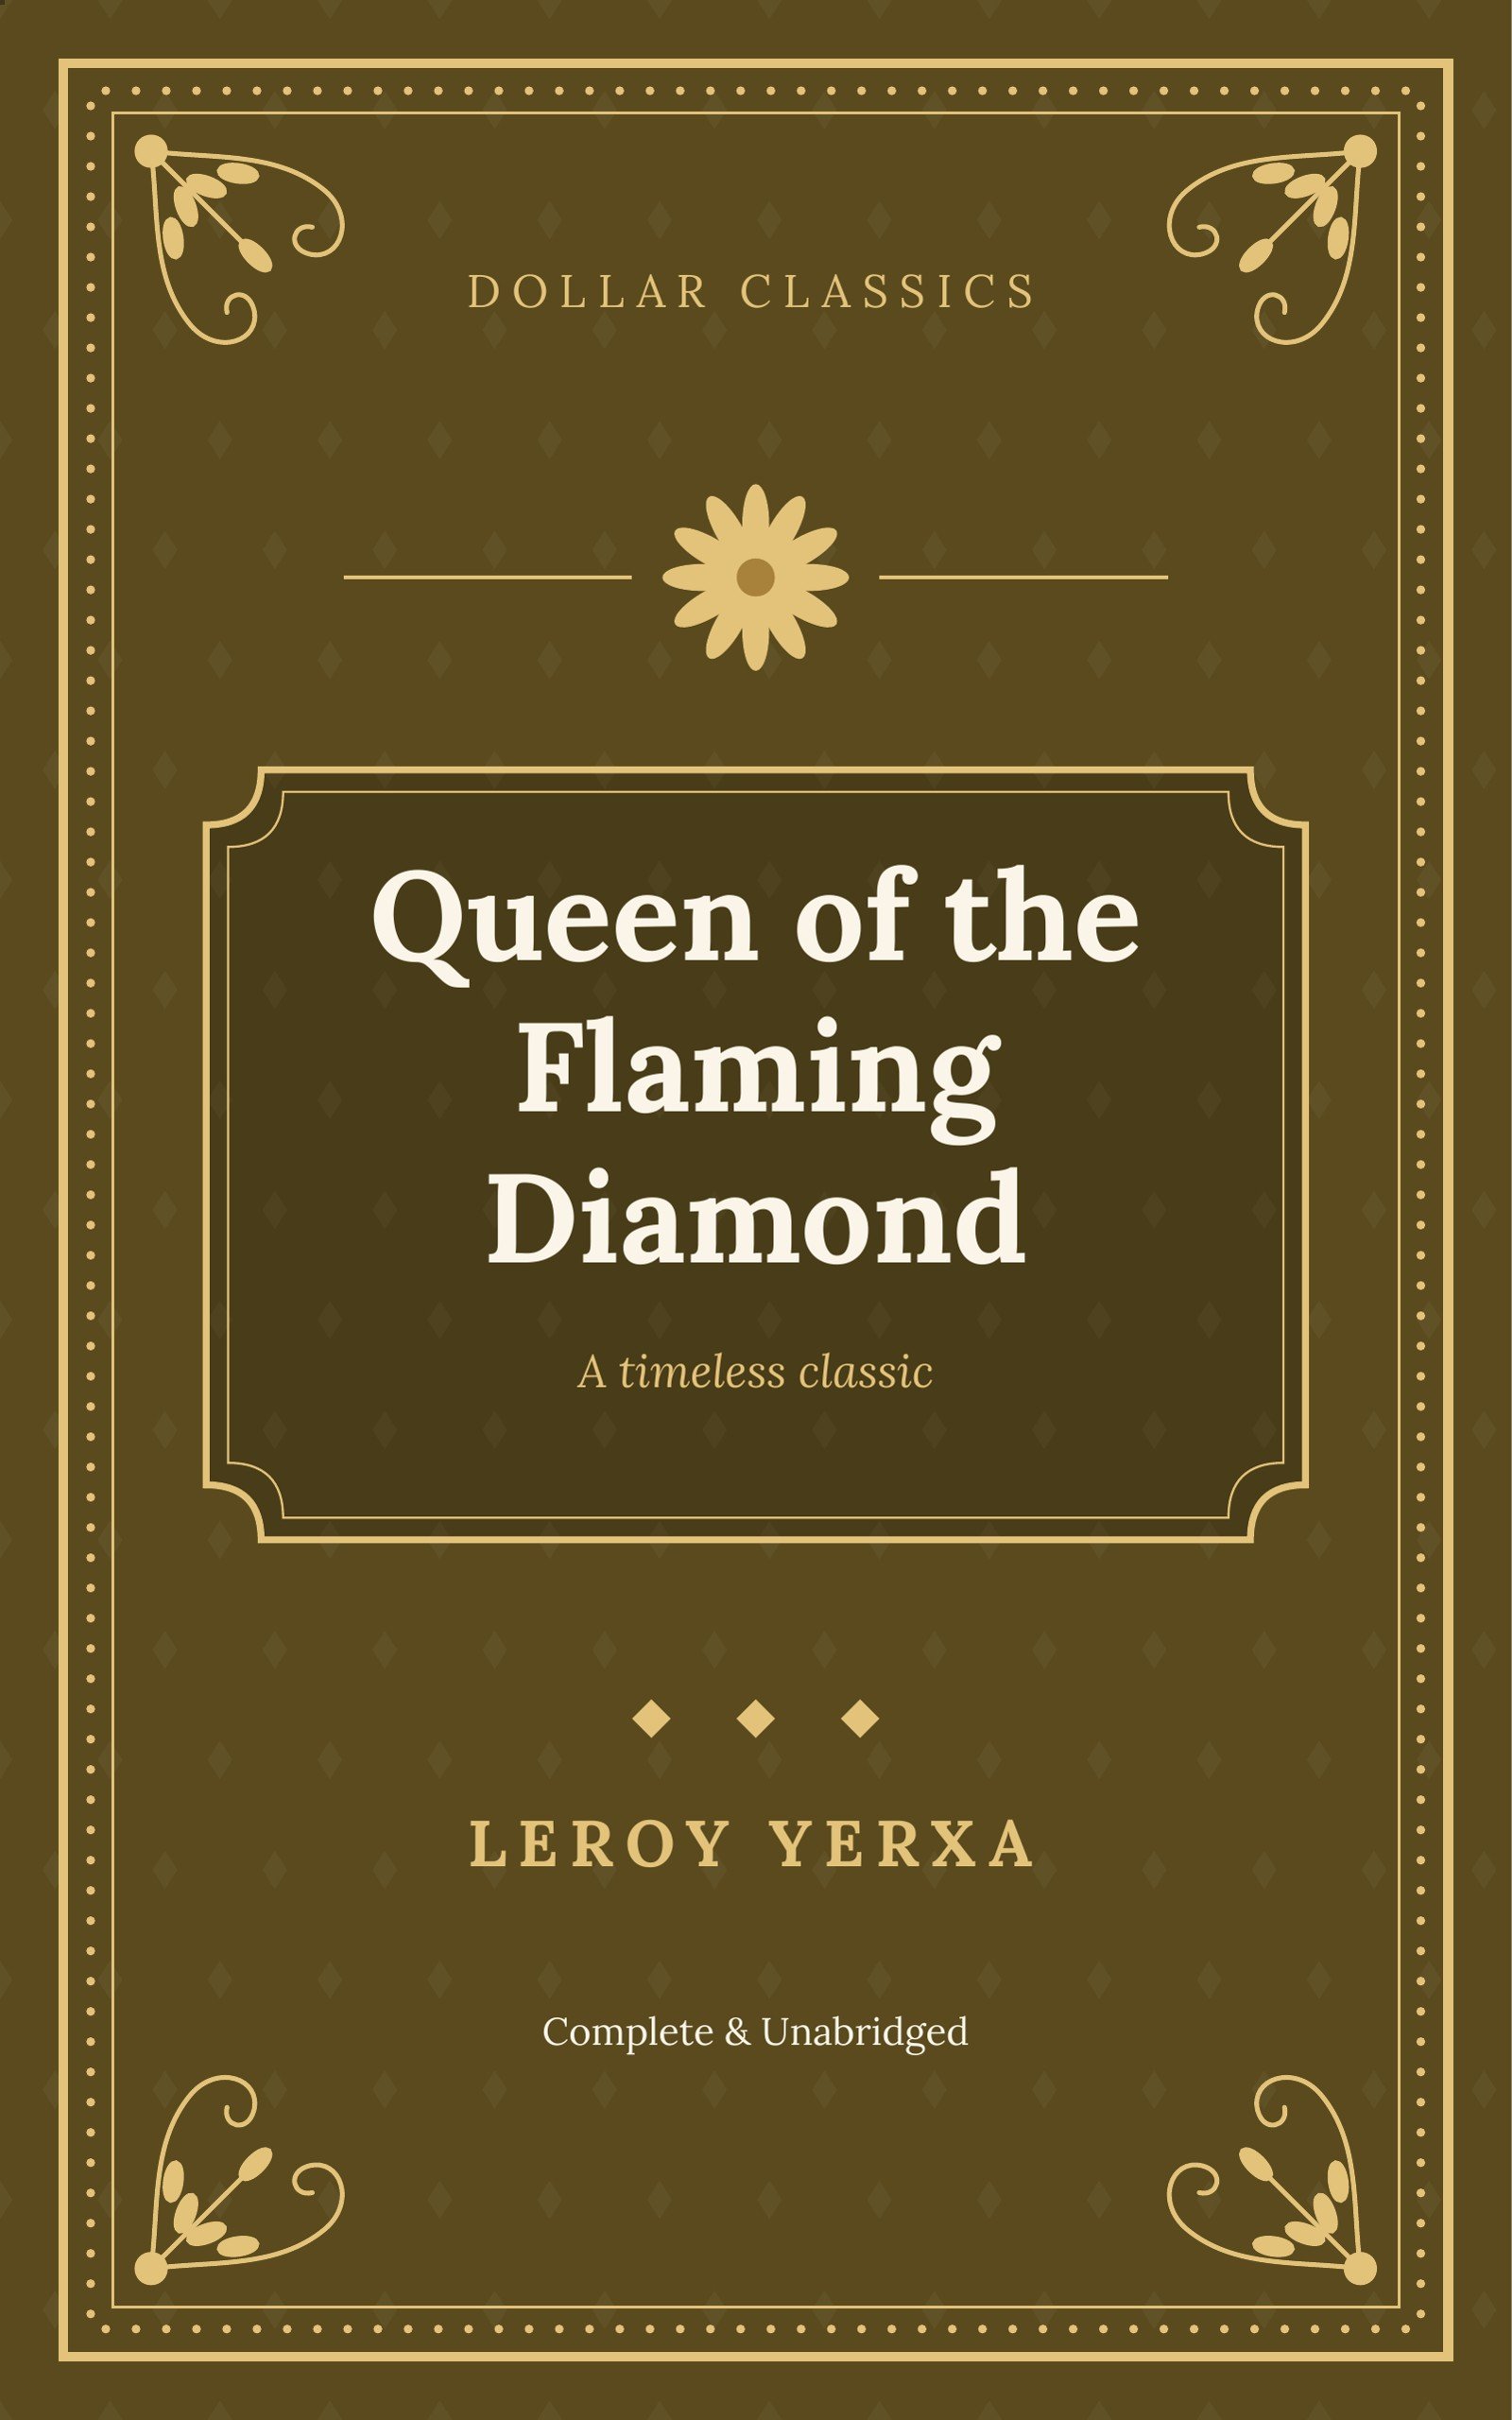 DOLLAR CLASSICS
Queen of the
Flaming
Diamond
A timeless classic
LEROY YERXA
Complete & Unabridged